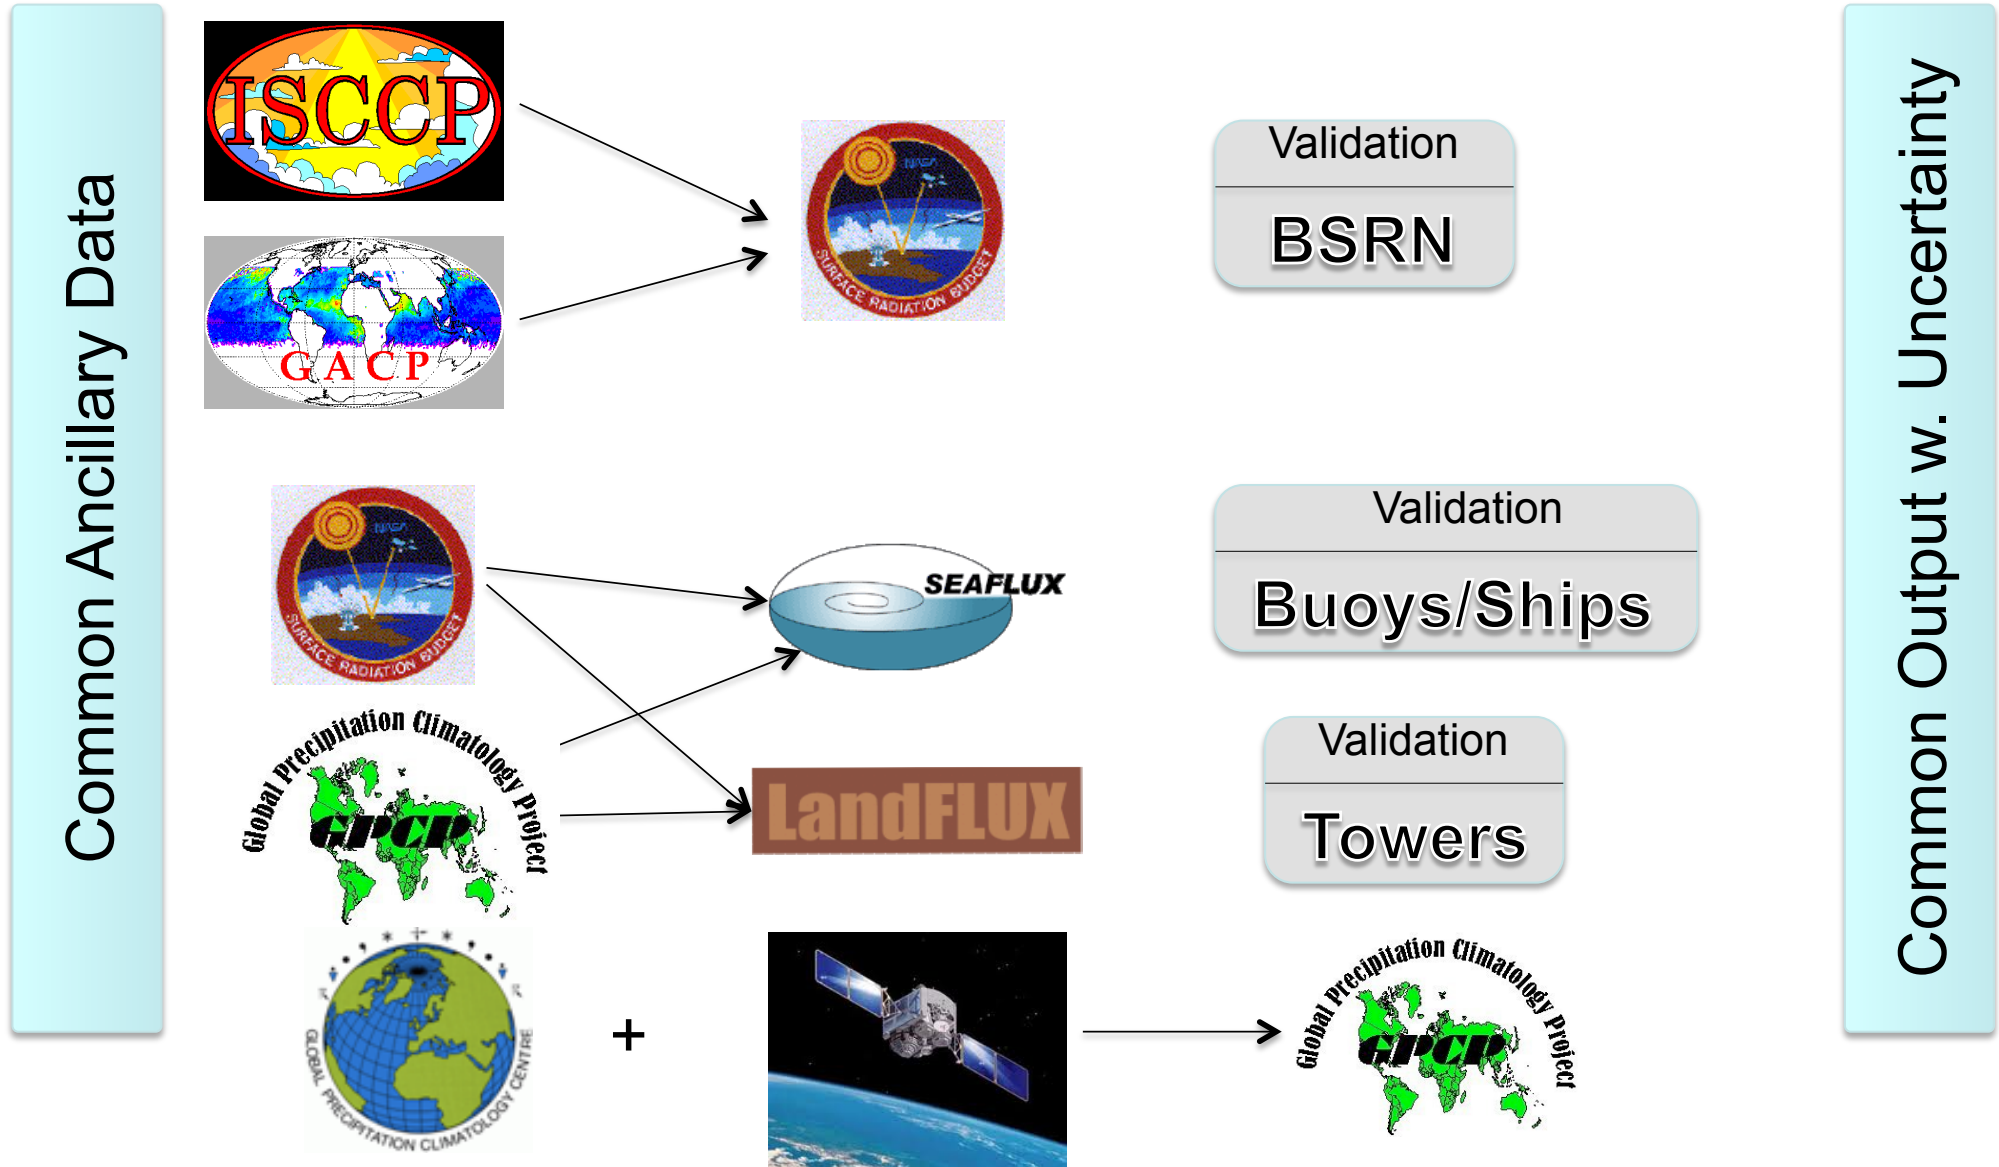 Common Ancillary Data
ISCCP
GACP
NASA
SURFACE RADIATION BUDGET
Validation
BSRN
NASA
SURFACE RADIATION BUDGET
SEAFLUX
Validation
Buoys/Ships
Global Precipitation Climatology Project
GPCP
LandFLUX
Validation
Towers
GLOBAL PRECIPITATION CLIMATOLOGY CENTRE
+
Global Precipitation Climatology Project
GPCP
Common Output w. Uncertainty